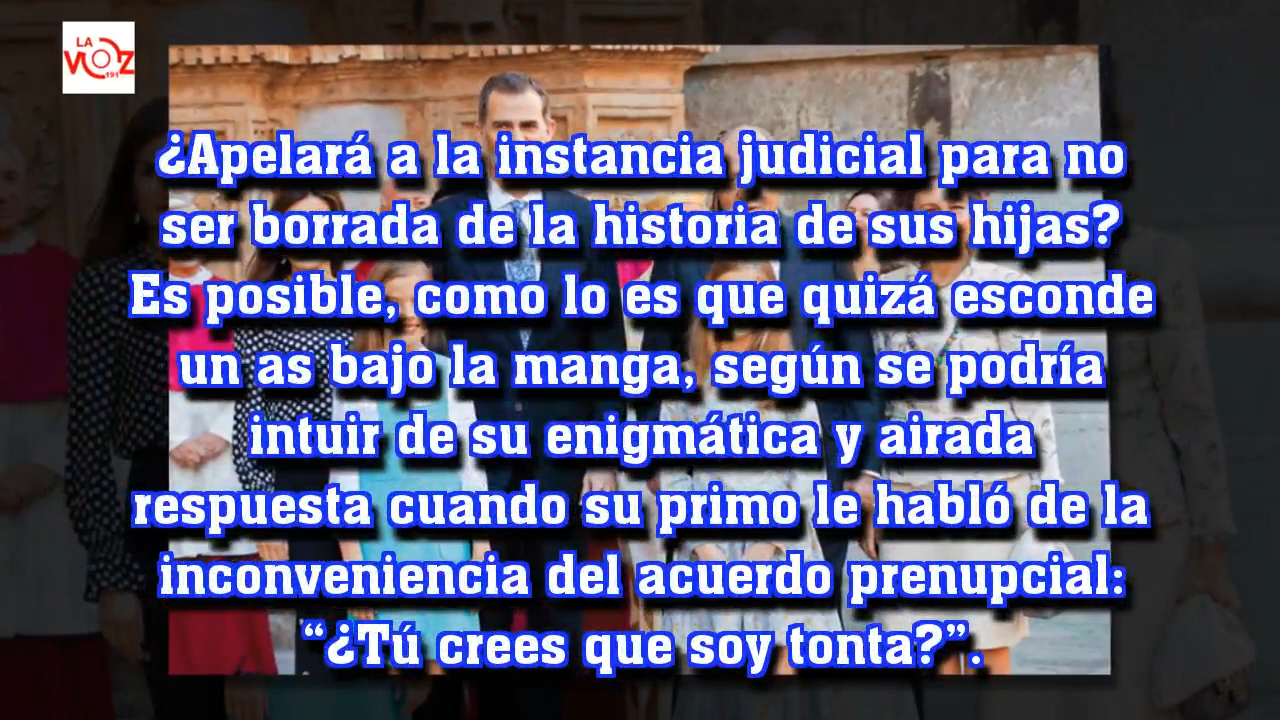 LA
VOZ
191
¿Apelará a la instancia judicial para no
ser borrada de la historia de sus hijas?
Es posible, como lo es que quizá esconde
un as bajo la manga, según se podría
intuir de su enigmática y airada
respuesta cuando su primo le habló de la
inconveniencia del acuerdo prenupcial:
“¿Tú crees que soy tonta?”.